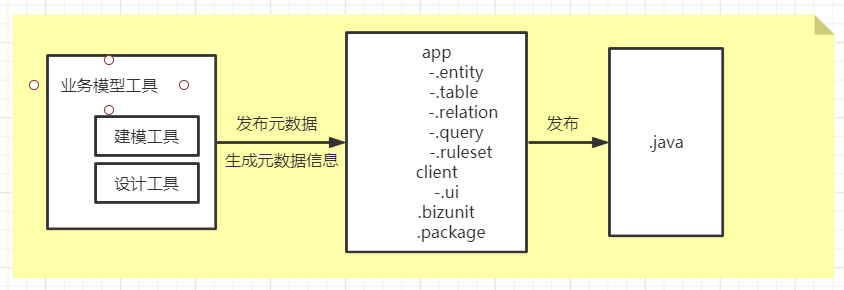 业务模型工具
建模工具
设计工具
发布元数据
生成元数据信息
app
-.entity
-.table
-.relation
-.query
-.ruleset
client
-.ui
.bizunit
.package
发布
.java